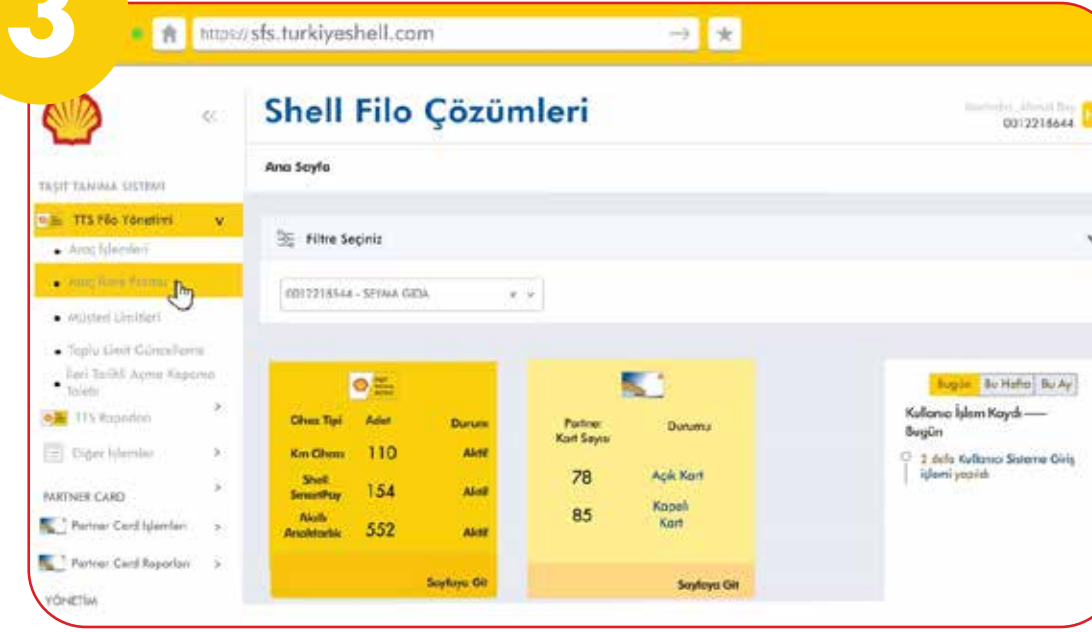 3
https://sfs.turkiyeshell.com
Shell Filo Çözümleri
0012218644
Ana Sayfa
TAŞIT TANIMA SİSTEMİ
TTS Filo Yönetimi
Araç İşlemleri
Filtre Seçiniz
0012218544 - SEYMA GIDA
Müşteri Limitleri
Toplu Limit Güncelleme
İleri Tarihli Açma Kapama
Talebi
TTS Raporları
Diğer İşlemler
PARTNER CARD
Partner Card İşlemleri
Partner Card Raporları
YÖNETİM
Cihaz Tipi Adet Durum
Km Cihazı 110 Aktif
Shell
SmartPay 154 Aktif
Akıllı
Anahtarlık 552 Aktif
Sayfaya Git
Partner
Kart Sayısı Durumu
78 Açık Kart
85 Kapalı
Kart
Sayfaya Git
Bugün Bu Hafta Bu Ay
Kullanıcı İşlem Kaydı
Bugün
2 defa Kullanıcı Sisteme Giriş
işlemi yapıldı